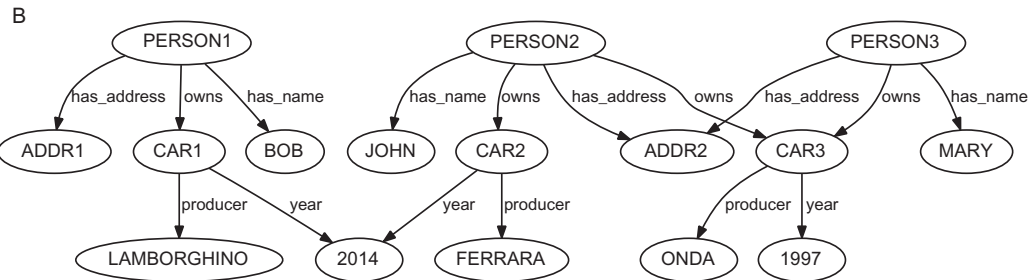 B
PERSON1 PERSON2 PERSON3
has_address owns has_name has_name owns has_address owns has_address owns has_name
ADDR1 CAR1 BOB JOHN CAR2 ADDR2 CAR3 MARY
producer year year producer producer year
LAMBORGHINO 2014 FERRARA ONDA 1997